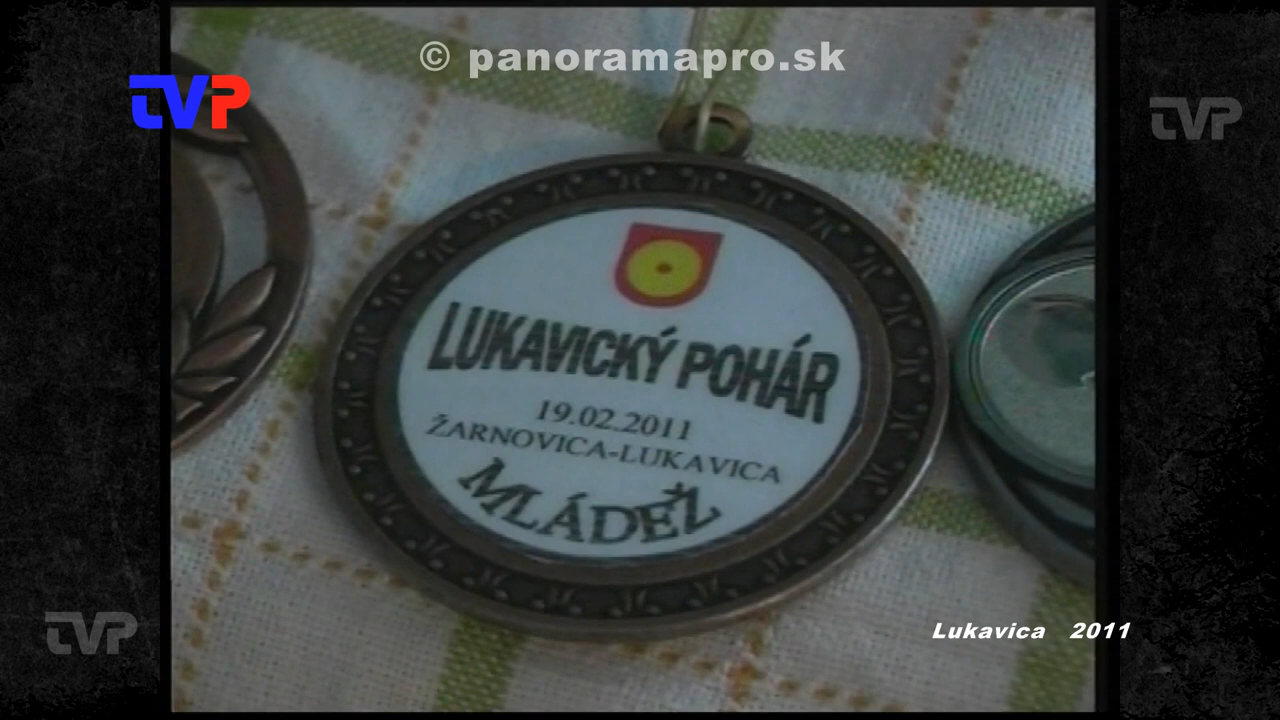 © panoramapro.sk
TVP
TVP
LUKAVICKÝ POHÁR
19.02.2011
ŽARNOVICA-LUKAVICA
MLÁDEŽ
TVP
Lukavica 2011